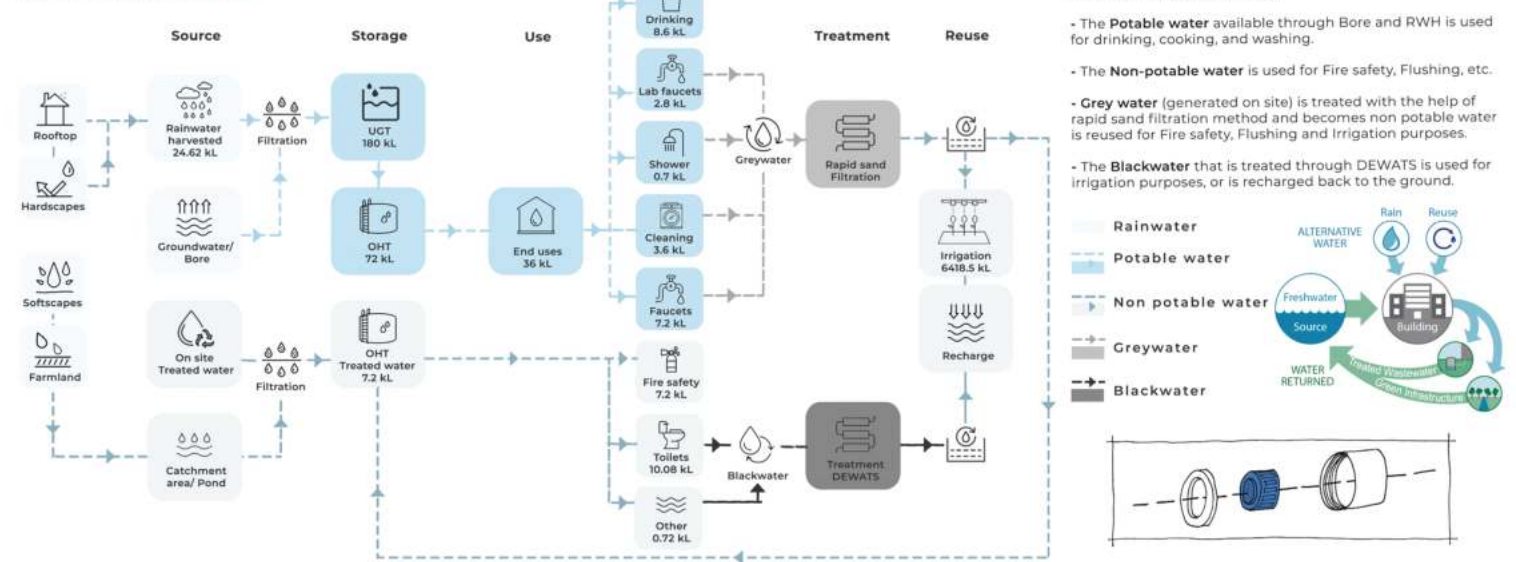 Source
Storage
Use
Treatment
Reuse
Rooftop
Hardscapes
Softscapes
Farmland
Rainwater
harvested
24.62 kL
Groundwater/
Bore
On site
Treated water
Catchment
area/ Pond
Filtration
Filtration
UGT
180 kL
OHT
72 kL
OHT
Treated water
7.2 kL
End uses
36 kL
Drinking
8.6 kL
Lab faucets
2.8 kL
Shower
0.7 kL
Cleaning
3.6 kL
Faucets
7.2 kL
Fire safety
7.2 kL
Toilets
10.08 kL
Other
0.72 kL
Greywater
Blackwater
Rapid sand
Filtration
Treatment
DEWATS
Irrigation
6418.5 kL
Recharge
- The Potable water available through Bore and RWH is used
for drinking, cooking, and washing.
- The Non-potable water is used for Fire safety, Flushing, etc.
- Grey water (generated on site) is treated with the help of
rapid sand filtration method and becomes non potable water
is reused for Fire safety, Flushing and Irrigation purposes.
- The Blackwater that is treated through DEWATS is used for
irrigation purposes, or is recharged back to the ground.
Rainwater
Potable water
Non potable water
Greywater
Blackwater
Rain
Reuse
ALTERNATIVE
WATER
Freshwater
Source
Building
WATER
RETURNED
Treated Wastewater
Green Infrastructure